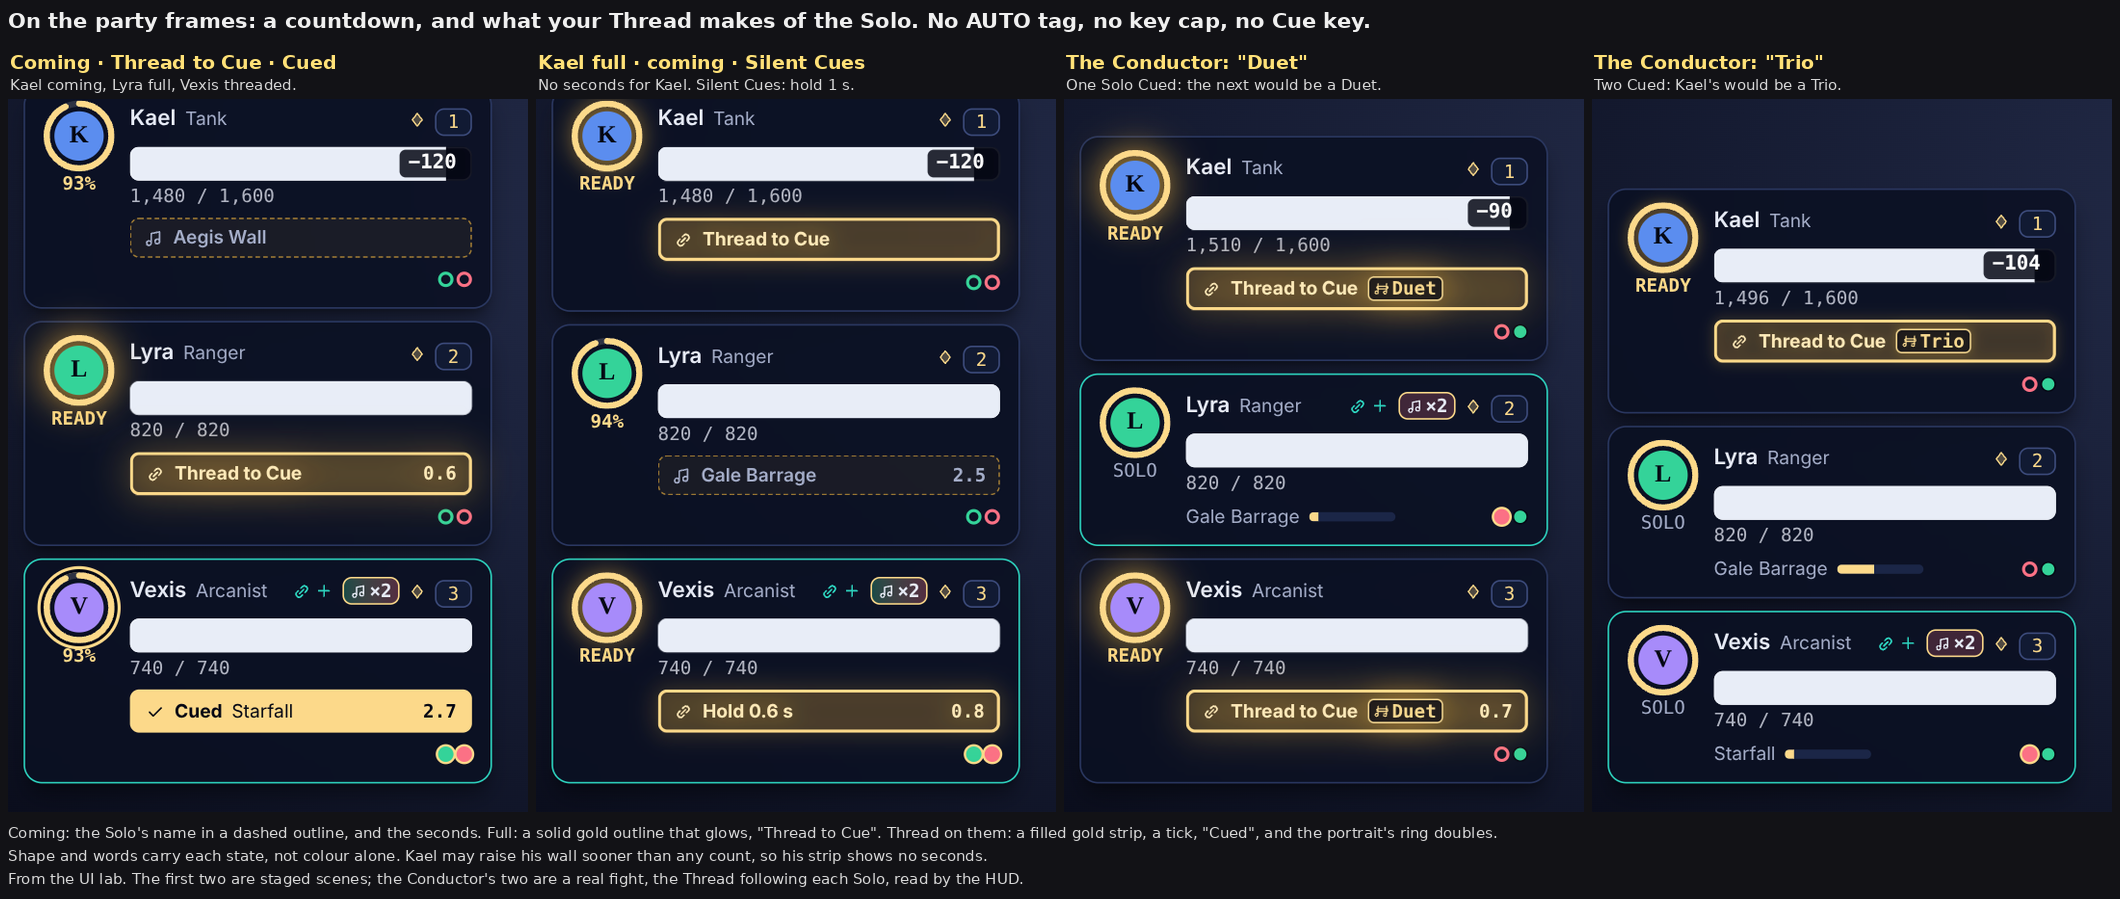 On the party frames: a countdown, and what your Thread makes of the Solo. No AUTO tag, no key cap, no Cue key.
Coming · Thread to Cue · Cued
Kael coming, Lyra full, Vexis threaded.
K
93%
Kael Tank
1
−120
1,480 / 1,600
Aegis Wall
L
READY
Lyra Ranger
2
820 / 820
Thread to Cue 0.6
V
93%
Vexis Arcanist
+ ×2
3
740 / 740
Cued Starfall 2.7
Kael full · coming · Silent Cues
No seconds for Kael. Silent Cues: hold 1 s.
K
READY
Kael Tank
1
−120
1,480 / 1,600
Thread to Cue
L
94%
Lyra Ranger
2
820 / 820
Gale Barrage 2.5
V
READY
Vexis Arcanist
+ ×2
3
740 / 740
Hold 0.6 s 0.8
The Conductor: "Duet"
One Solo Cued: the next would be a Duet.
K
READY
Kael Tank
1
−90
1,510 / 1,600
Thread to Cue Duet
L
SOLO
Lyra Ranger
+ ×2
2
820 / 820
Gale Barrage
V
READY
Vexis Arcanist
3
740 / 740
Thread to Cue Duet 0.7
The Conductor: "Trio"
Two Cued: Kael's would be a Trio.
K
READY
Kael Tank
1
−104
1,496 / 1,600
Thread to Cue Trio
L
SOLO
Lyra Ranger
2
820 / 820
Gale Barrage
V
SOLO
Vexis Arcanist
+ ×2
3
740 / 740
Starfall
Coming: the Solo's name in a dashed outline, and the seconds. Full: a solid gold outline that glows, "Thread to Cue". Thread on them: a filled gold strip, a tick, "Cued", and the portrait's ring doubles.
Shape and words carry each state, not colour alone. Kael may raise his wall sooner than any count, so his strip shows no seconds.
From the UI lab. The first two are staged scenes; the Conductor's two are a real fight, the Thread following each Solo, read by the HUD.